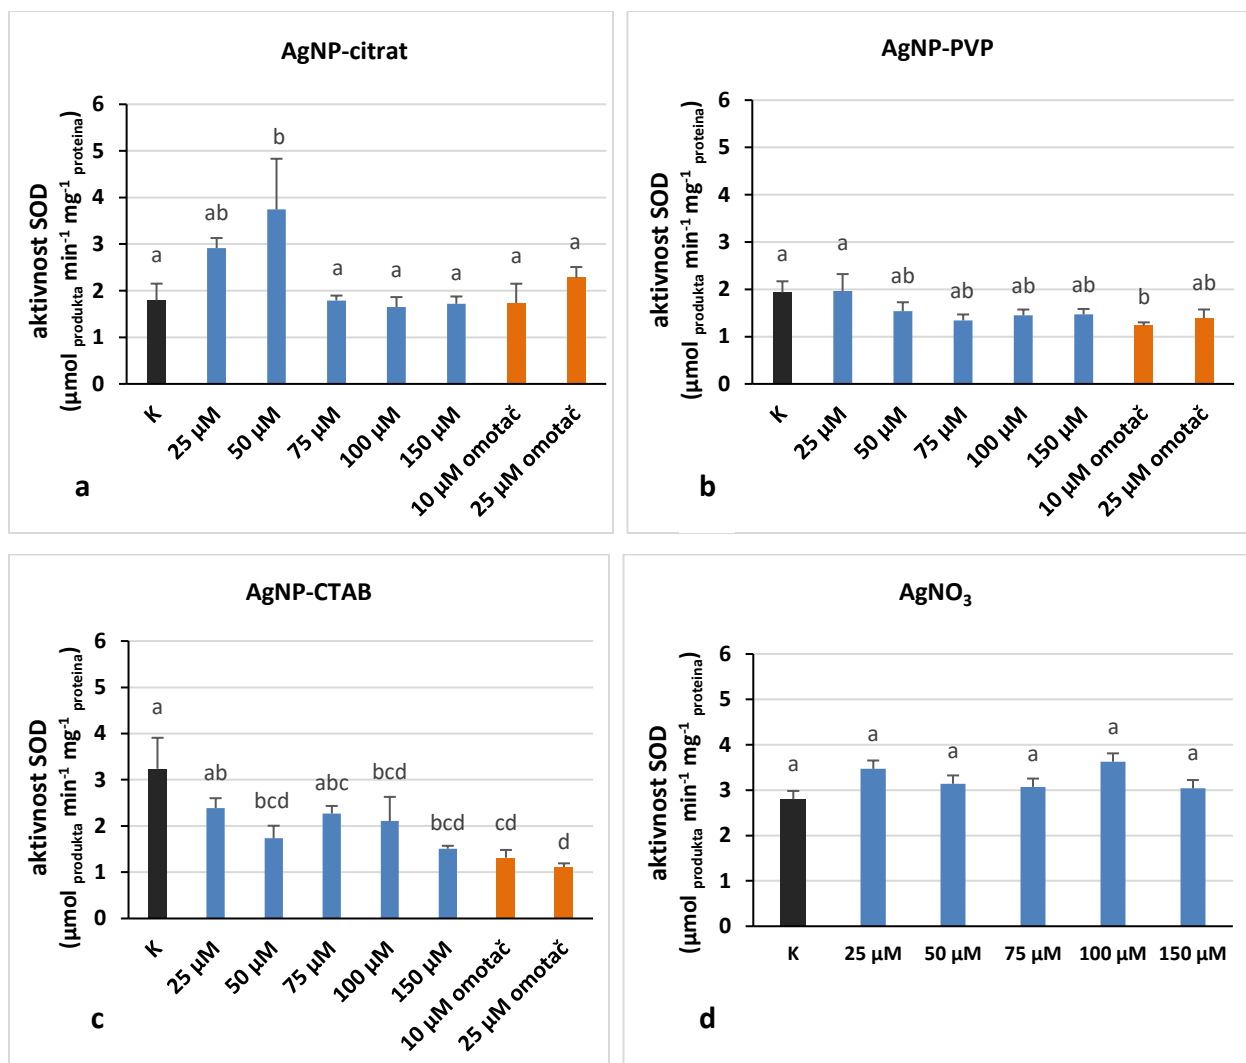 AgNP-citrat
aktivnost SOD
(µmol produkta min-1 mg-1 proteina)
6
5
4
3
2
1
0
a
ab
b
a
a
a
a
a
K
25 µM
50 µM
75 µM
100 µM
150 µM
10 µM omotač
25 µM omotač
a
AgNP-PVP
aktivnost SOD
(µmol produkta min-1 mg-1 proteina)
6
5
4
3
2
1
0
a
a
ab
ab
ab
ab
b
ab
K
25 µM
50 µM
75 µM
100 µM
150 µM
10 µM omotač
25 µM omotač
b
AgNP-CTAB
aktivnost SOD
(µmol produkta min-1 mg-1 proteina)
6
5
4
3
2
1
0
a
ab
bcd
abc
bcd
bcd
cd
d
K
25 µM
50 µM
75 µM
100 µM
150 µM
10 µM omotač
25 µM omotač
c
AgNO3
aktivnost SOD
(µmol produkta min-1 mg-1 proteina)
6
5
4
3
2
1
0
a
a
a
a
a
a
K 25 µM 50 µM 75 µM 100 µM 150 µM
d